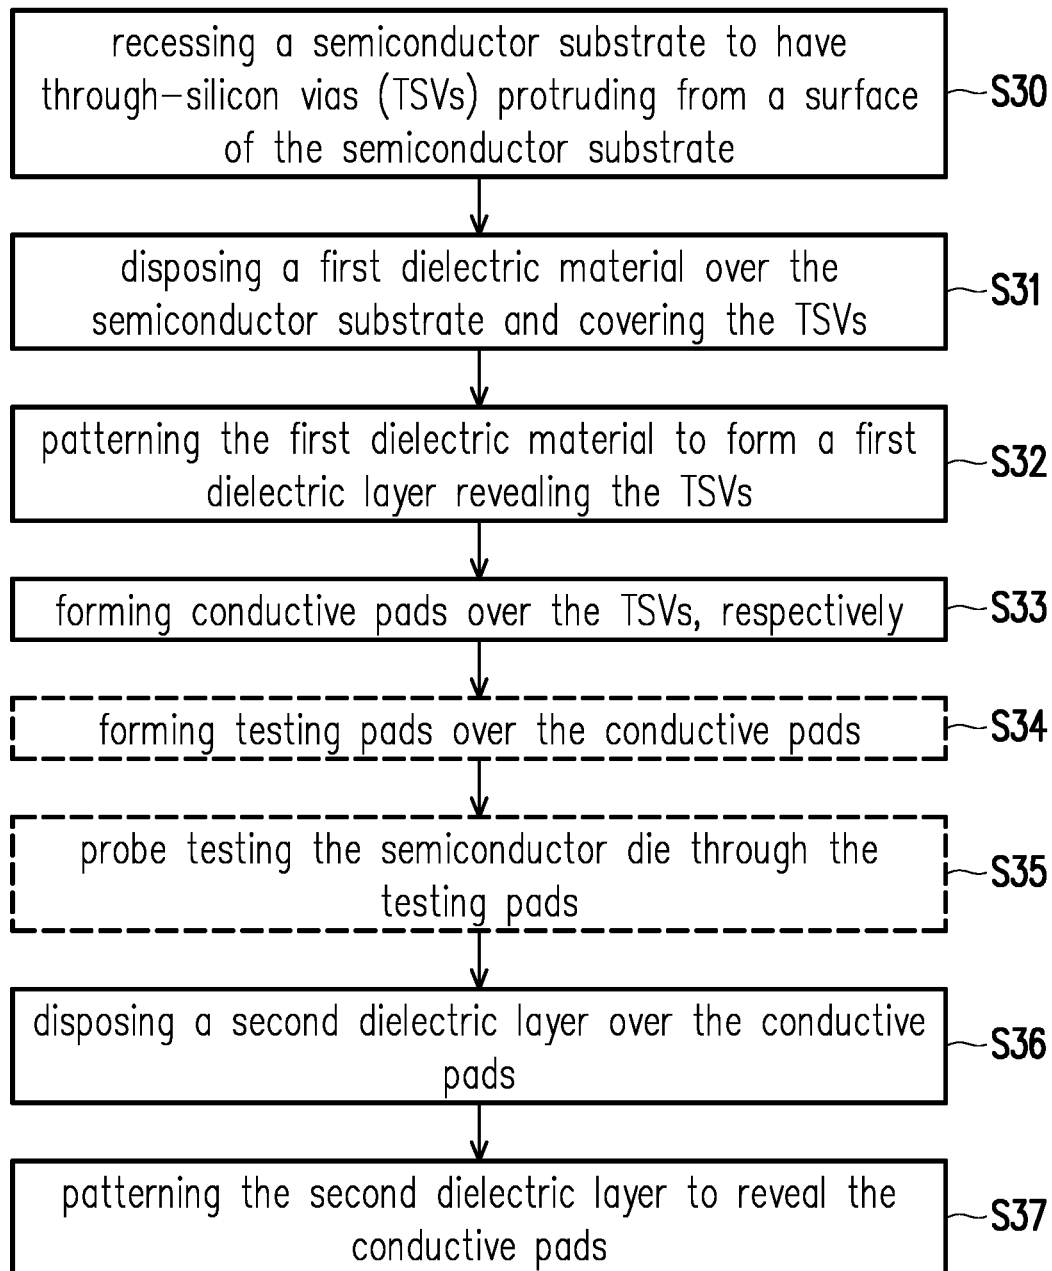 recessing a semiconductor substrate to have
through-silicon vias (TSVs) protruding from a surface
of the semiconductor substrate
S30
disposing a first dielectric material over the
semiconductor substrate and covering the TSVs
S31
patterning the first dielectric material to form a first
dielectric layer revealing the TSVs
S32
forming conductive pads over the TSVs, respectively
S33
forming testing pads over the conductive pads
S34
probe testing the semiconductor die through the
testing pads
S35
disposing a second dielectric layer over the conductive
pads
S36
patterning the second dielectric layer to reveal the
conductive pads
S37